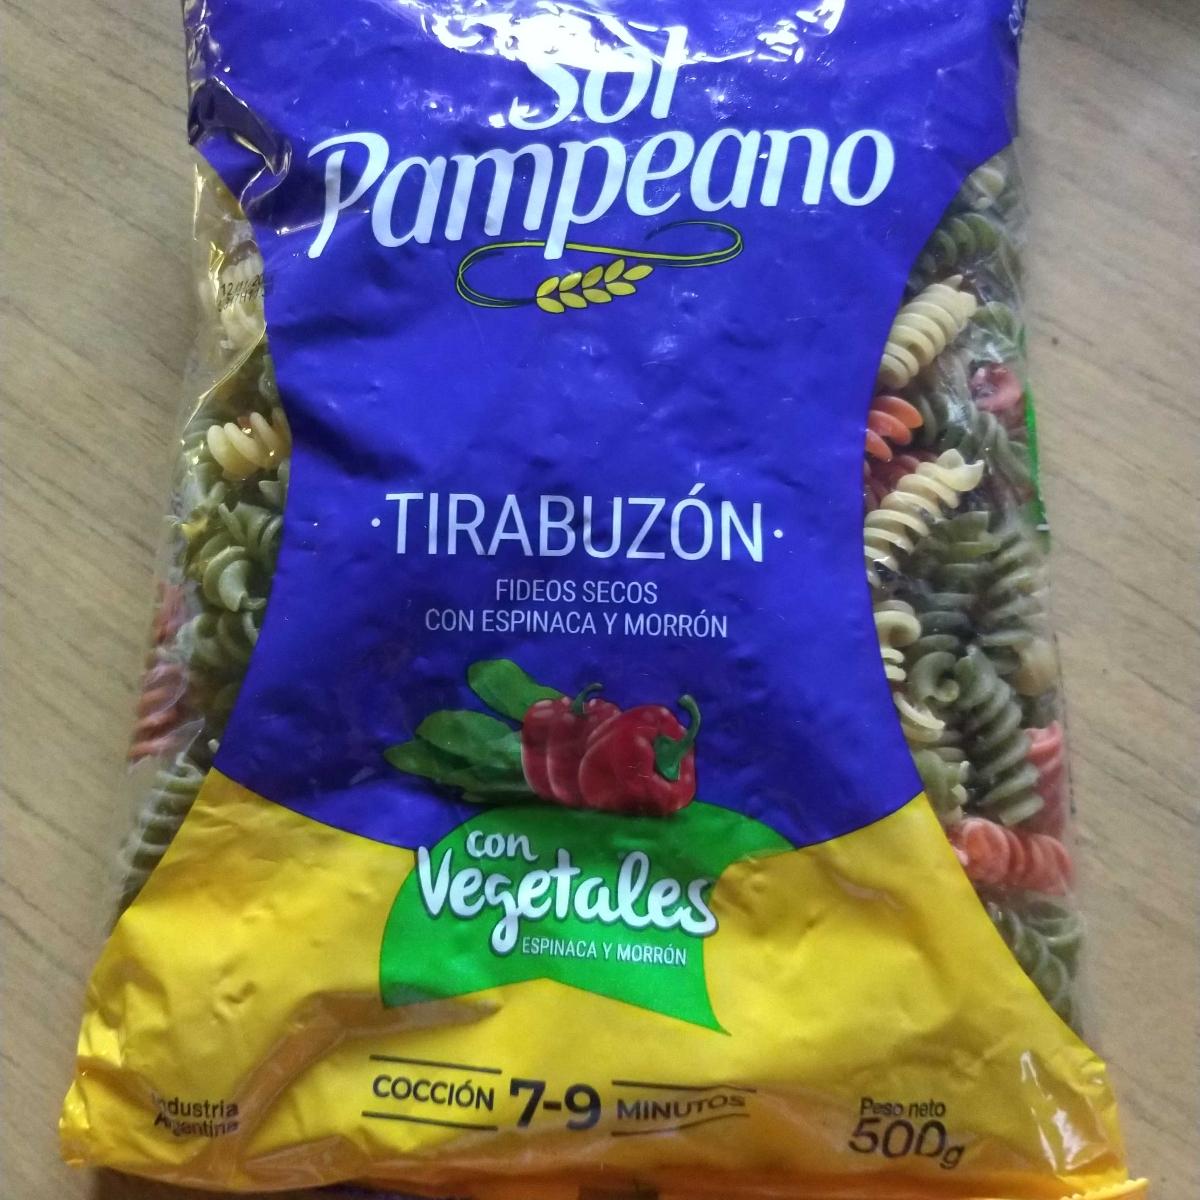 Sol
Pampeano
·TIRABUZÓN·
FIDEOS SECOS
CON ESPINACA Y MORRÓN
con
Vegetales
ESPINACA Y MORRÓN
COCCIÓN 7-9 MINUTOS
Industria
Argentina
Peso neto
500g